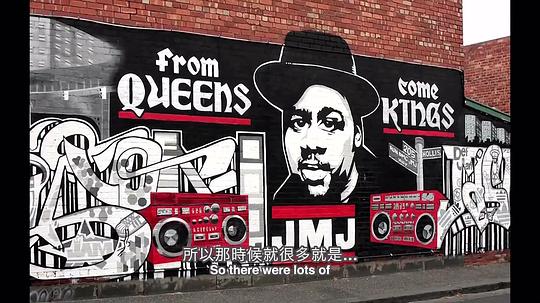 from
QUEENS
come
KINGS
HOLLIS
JMJ
所以那時候就很多就是...
So there were lots of